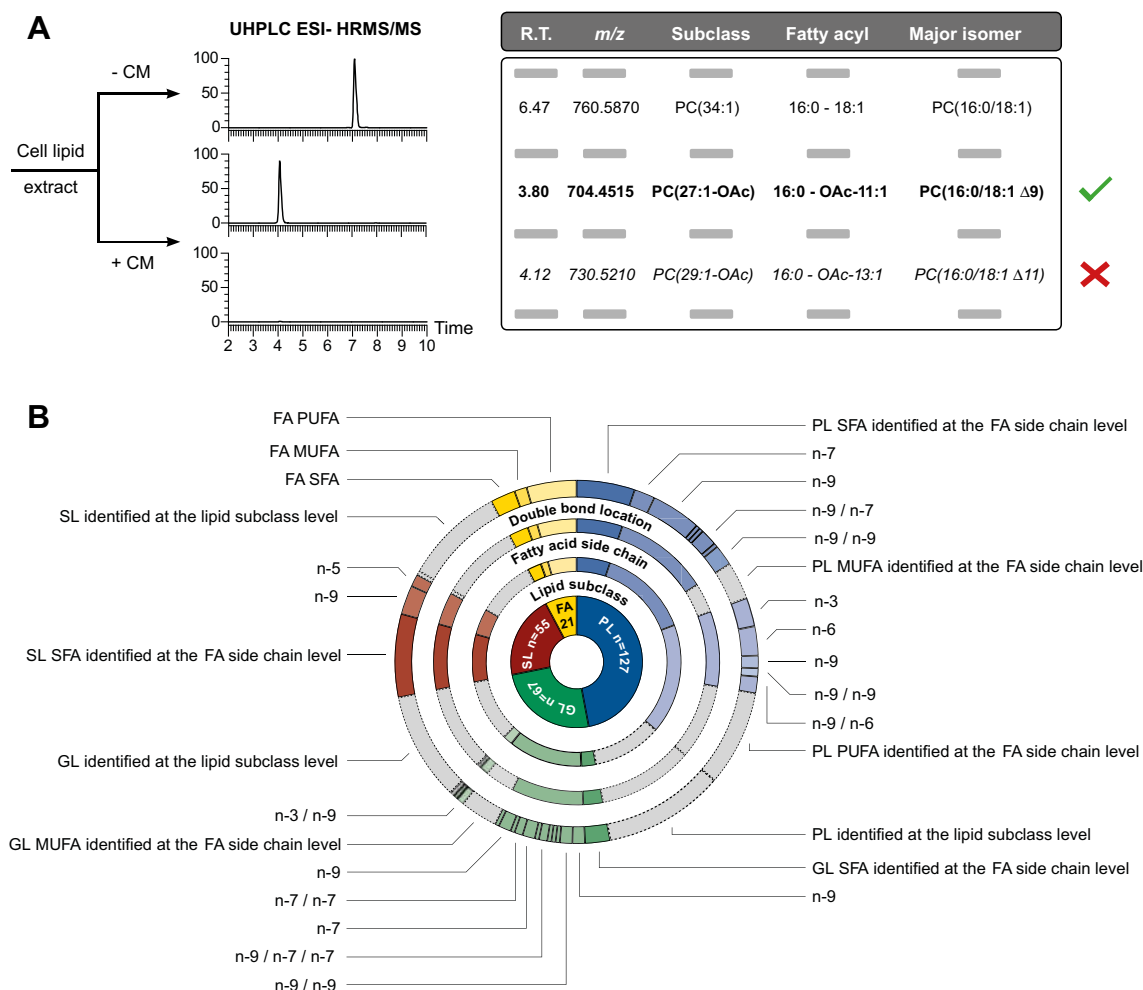 A
UHPLC ESI- HRMS/MS
- CM
Cell lipid
extract
+ CM
100
50
0
100
50
0
100
50
0
Time
2 3 4 5 6 7 8 9 10
R.T. m/z Subclass Fatty acyl Major isomer
6.47 760.5870 PC(34:1) 16:0 - 18:1 PC(16:0/18:1)
3.80 704.4515 PC(27:1-OAc) 16:0 - OAc-11:1 PC(16:0/18:1 Δ9)
4.12 730.5210 PC(29:1-OAc) 16:0 - OAc-13:1 PC(16:0/18:1 Δ11)
B
FA PUFA
FA MUFA
FA SFA
SL identified at the lipid subclass level
n-5
n-9
SL SFA identified at the FA side chain level
GL identified at the lipid subclass level
n-3 / n-9
GL MUFA identified at the FA side chain level
n-9
n-7 / n-7
n-7
n-9 / n-7 / n-7
n-9 / n-9
Double bond location
Fatty acid side chain
Lipid subclass
FA
21
PL n=127
SL n=55
GL n=67
PL SFA identified at the FA side chain level
n-7
n-9
n-9 / n-7
n-9 / n-9
PL MUFA identified at the FA side chain level
n-3
n-6
n-9
n-9 / n-9
n-9 / n-6
PL PUFA identified at the FA side chain level
PL identified at the lipid subclass level
GL SFA identified at the FA side chain level
n-9